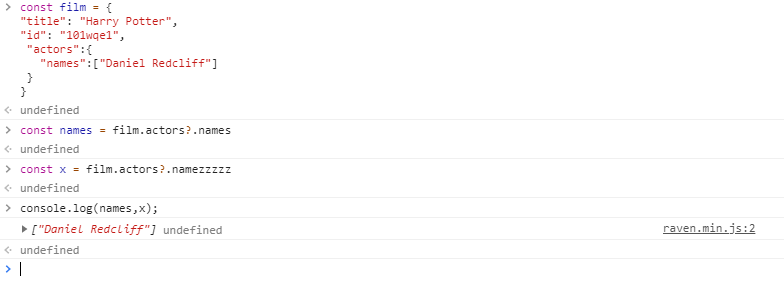 > const film = {
"title": "Harry Potter",
"id": "101wqe1",
"actors":{
"names":["Daniel Redcliff"]
}
}
undefined
> const names = film.actors?.names
undefined
> const x = film.actors?.namezzzzz
undefined
> console.log(names,x);
["Daniel Redcliff"] undefined raven.min.js:2
undefined
>